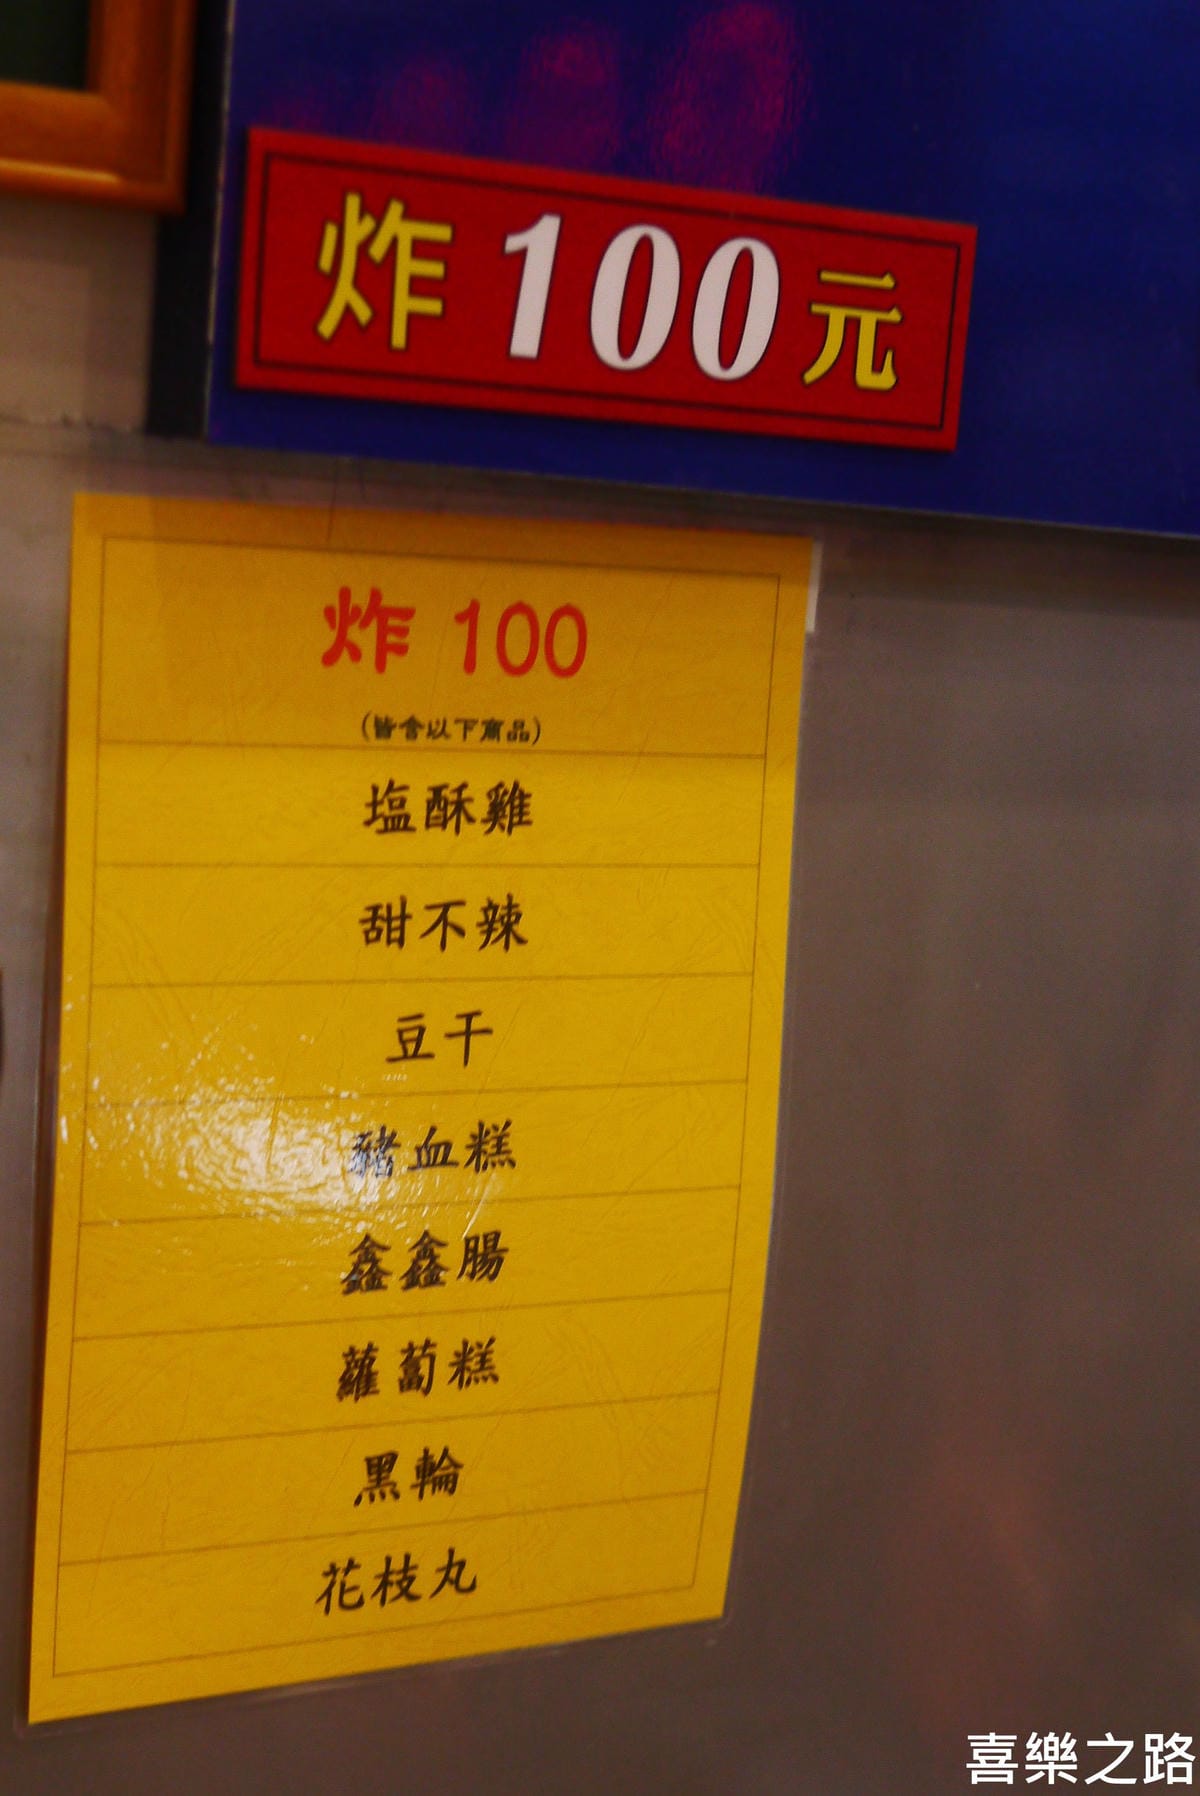 炸 100元
炸 100
(皆含以下商品)
塩酥雞
甜不辣
豆干
豬血糕
鑫鑫腸
蘿蔔糕
黑輪
花枝丸
喜樂之路